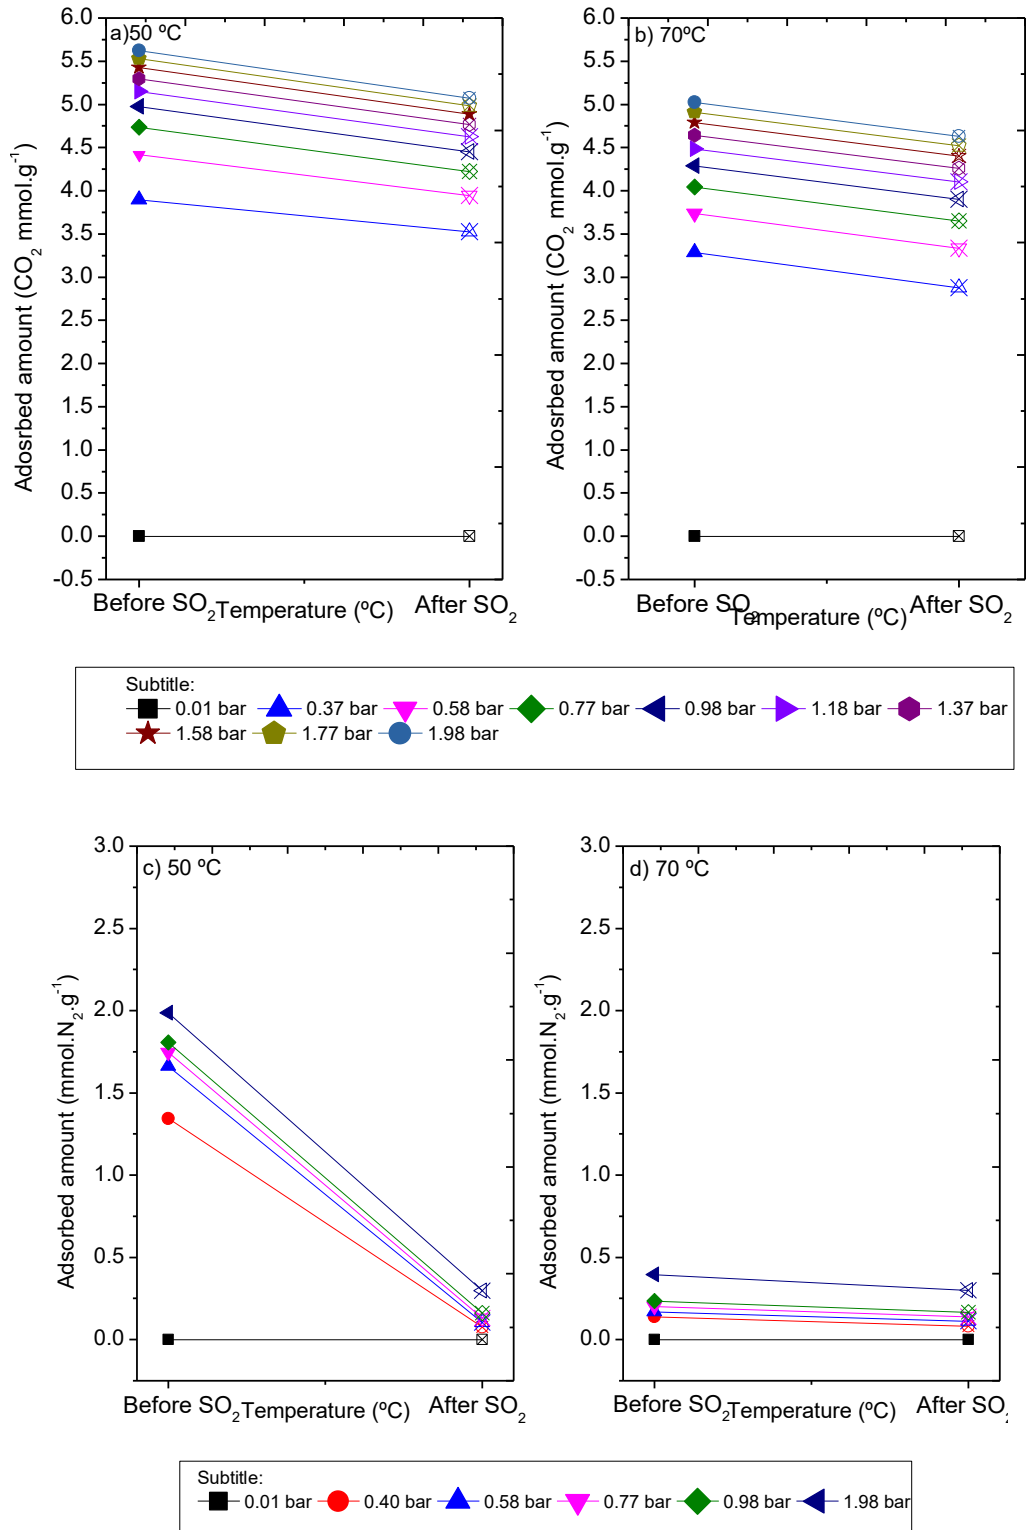 a)50 ºC
6.0
5.5
5.0
4.5
4.0
3.5
3.0
2.5
2.0
1.5
1.0
0.5
0.0
-0.5
Adosrbed amount (CO₂ mmol.g⁻¹)
Before SO₂
Temperature (ºC)
After SO₂
b) 70ºC
6.0
5.5
5.0
4.5
4.0
3.5
3.0
2.5
2.0
1.5
1.0
0.5
0.0
-0.5
Adosrbed amount (CO₂ mmol.g⁻¹)
Before SO₂
Temperature (ºC)
After SO₂
Subtitle:
0.01 bar 0.37 bar 0.58 bar 0.77 bar 0.98 bar 1.18 bar 1.37 bar
1.58 bar 1.77 bar 1.98 bar
c) 50 ºC
3.0
2.5
2.0
1.5
1.0
0.5
0.0
Adsorbed amount (mmol.N₂.g⁻¹)
Before SO₂
Temperature (ºC)
After SO₂
d) 70 ºC
3.0
2.5
2.0
1.5
1.0
0.5
0.0
Adsorbed amount (mmol.N₂.g⁻¹)
Before SO₂
Temperature (ºC)
After SO₂
Subtitle:
0.01 bar 0.40 bar 0.58 bar 0.77 bar 0.98 bar 1.98 bar